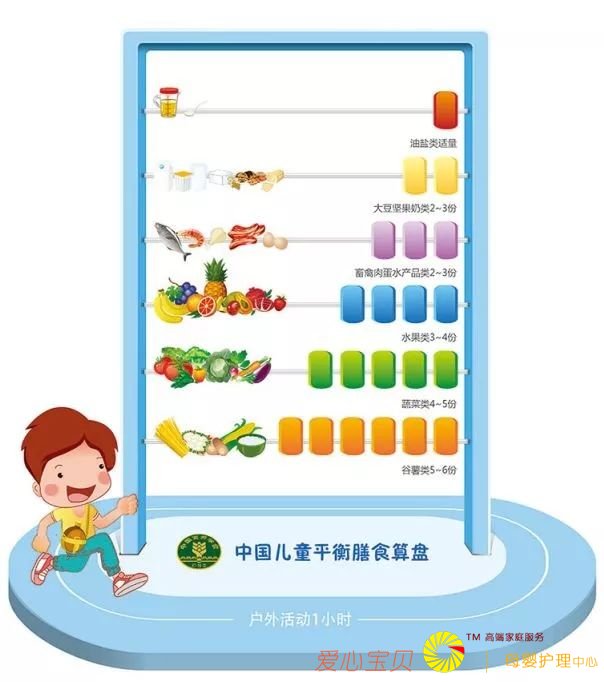 油盐类适量
大豆坚果奶类2~3份
畜禽肉蛋水产品类2~3份
水果类3~4份
蔬菜类4~5份
谷薯类5~6份
中国儿童平衡膳食算盘
户外活动1小时
TM 高端家庭服务
爱心宝贝
母婴护理中心